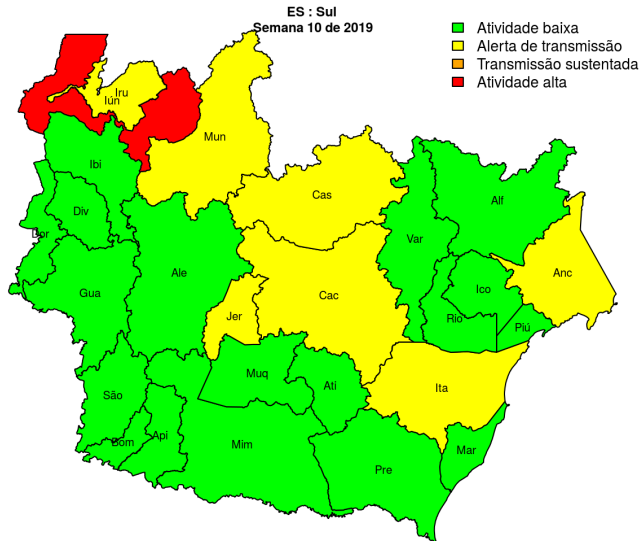 ES : Sul
Semana 10 de 2019
Atividade baixa
Alerta de transmissão
Transmissão sustentada
Atividade alta
Iru
Iún
Mun
Ibi
Cas
Alf
Div
Dor
Var
Ale
Anc
Gua
Cac
Ico
Jer
Rio
Piú
Muq
Ati
Ita
São
Api
Bom
Mim
Mar
Pre